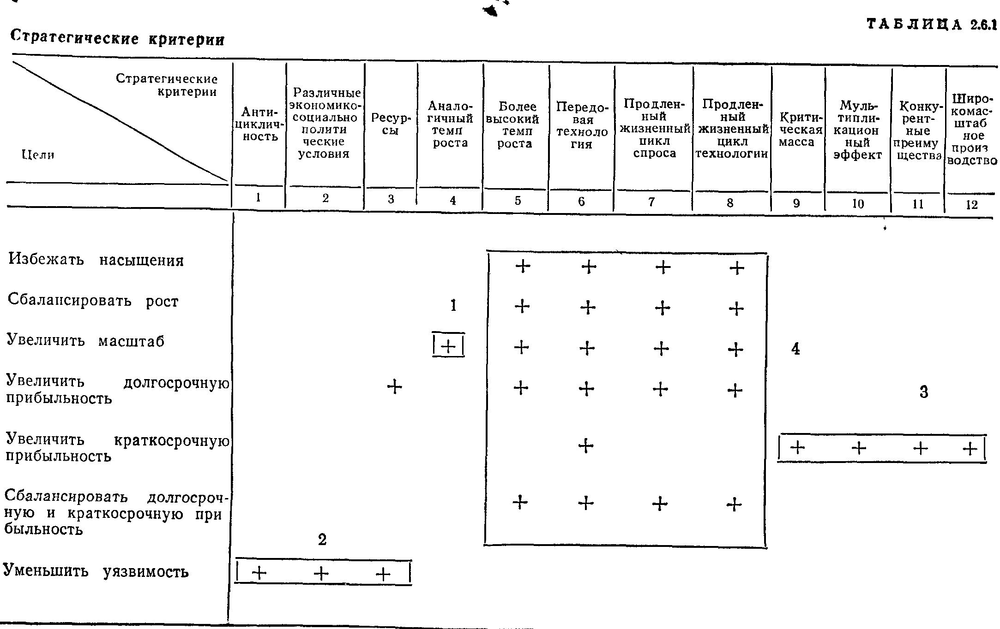 ТАБЛИЦА 2.6.1
Стратегические критерии
Стратегические
критерии
Цели
Анти-
циклич-
ность
Различные
экономико-
социально
полити
ческие
условия
Ресур-
сы
Анало-
гичный
темп
роста
Более
высокий
темп
роста
Передо-
вая
техноло
гия
Продлен-
ный
жизненный
цикл
спроса
Продлен-
ный
жизненный
цикл
технологии
Крити-
ческая
масса
Муль-
типли-
кацион
ный
эффект
Конку-
рент-
ные
преиму
щества
Широ-
комас-
штаб
ное
произ
водство
1 2 3 4 5 6 7 8 9 10 11 12
Избежать насыщения + + + +
Сбалансировать рост 1 + + + +
Увеличить масштаб + + + + + 4
Увеличить долгосрочную
прибыльность + + + + + 3
Увеличить краткосрочную
прибыльность + + + + +
Сбалансировать долгосроч-
ную и краткосрочную при
быльность + + + +
2
Уменьшить уязвимость + + +